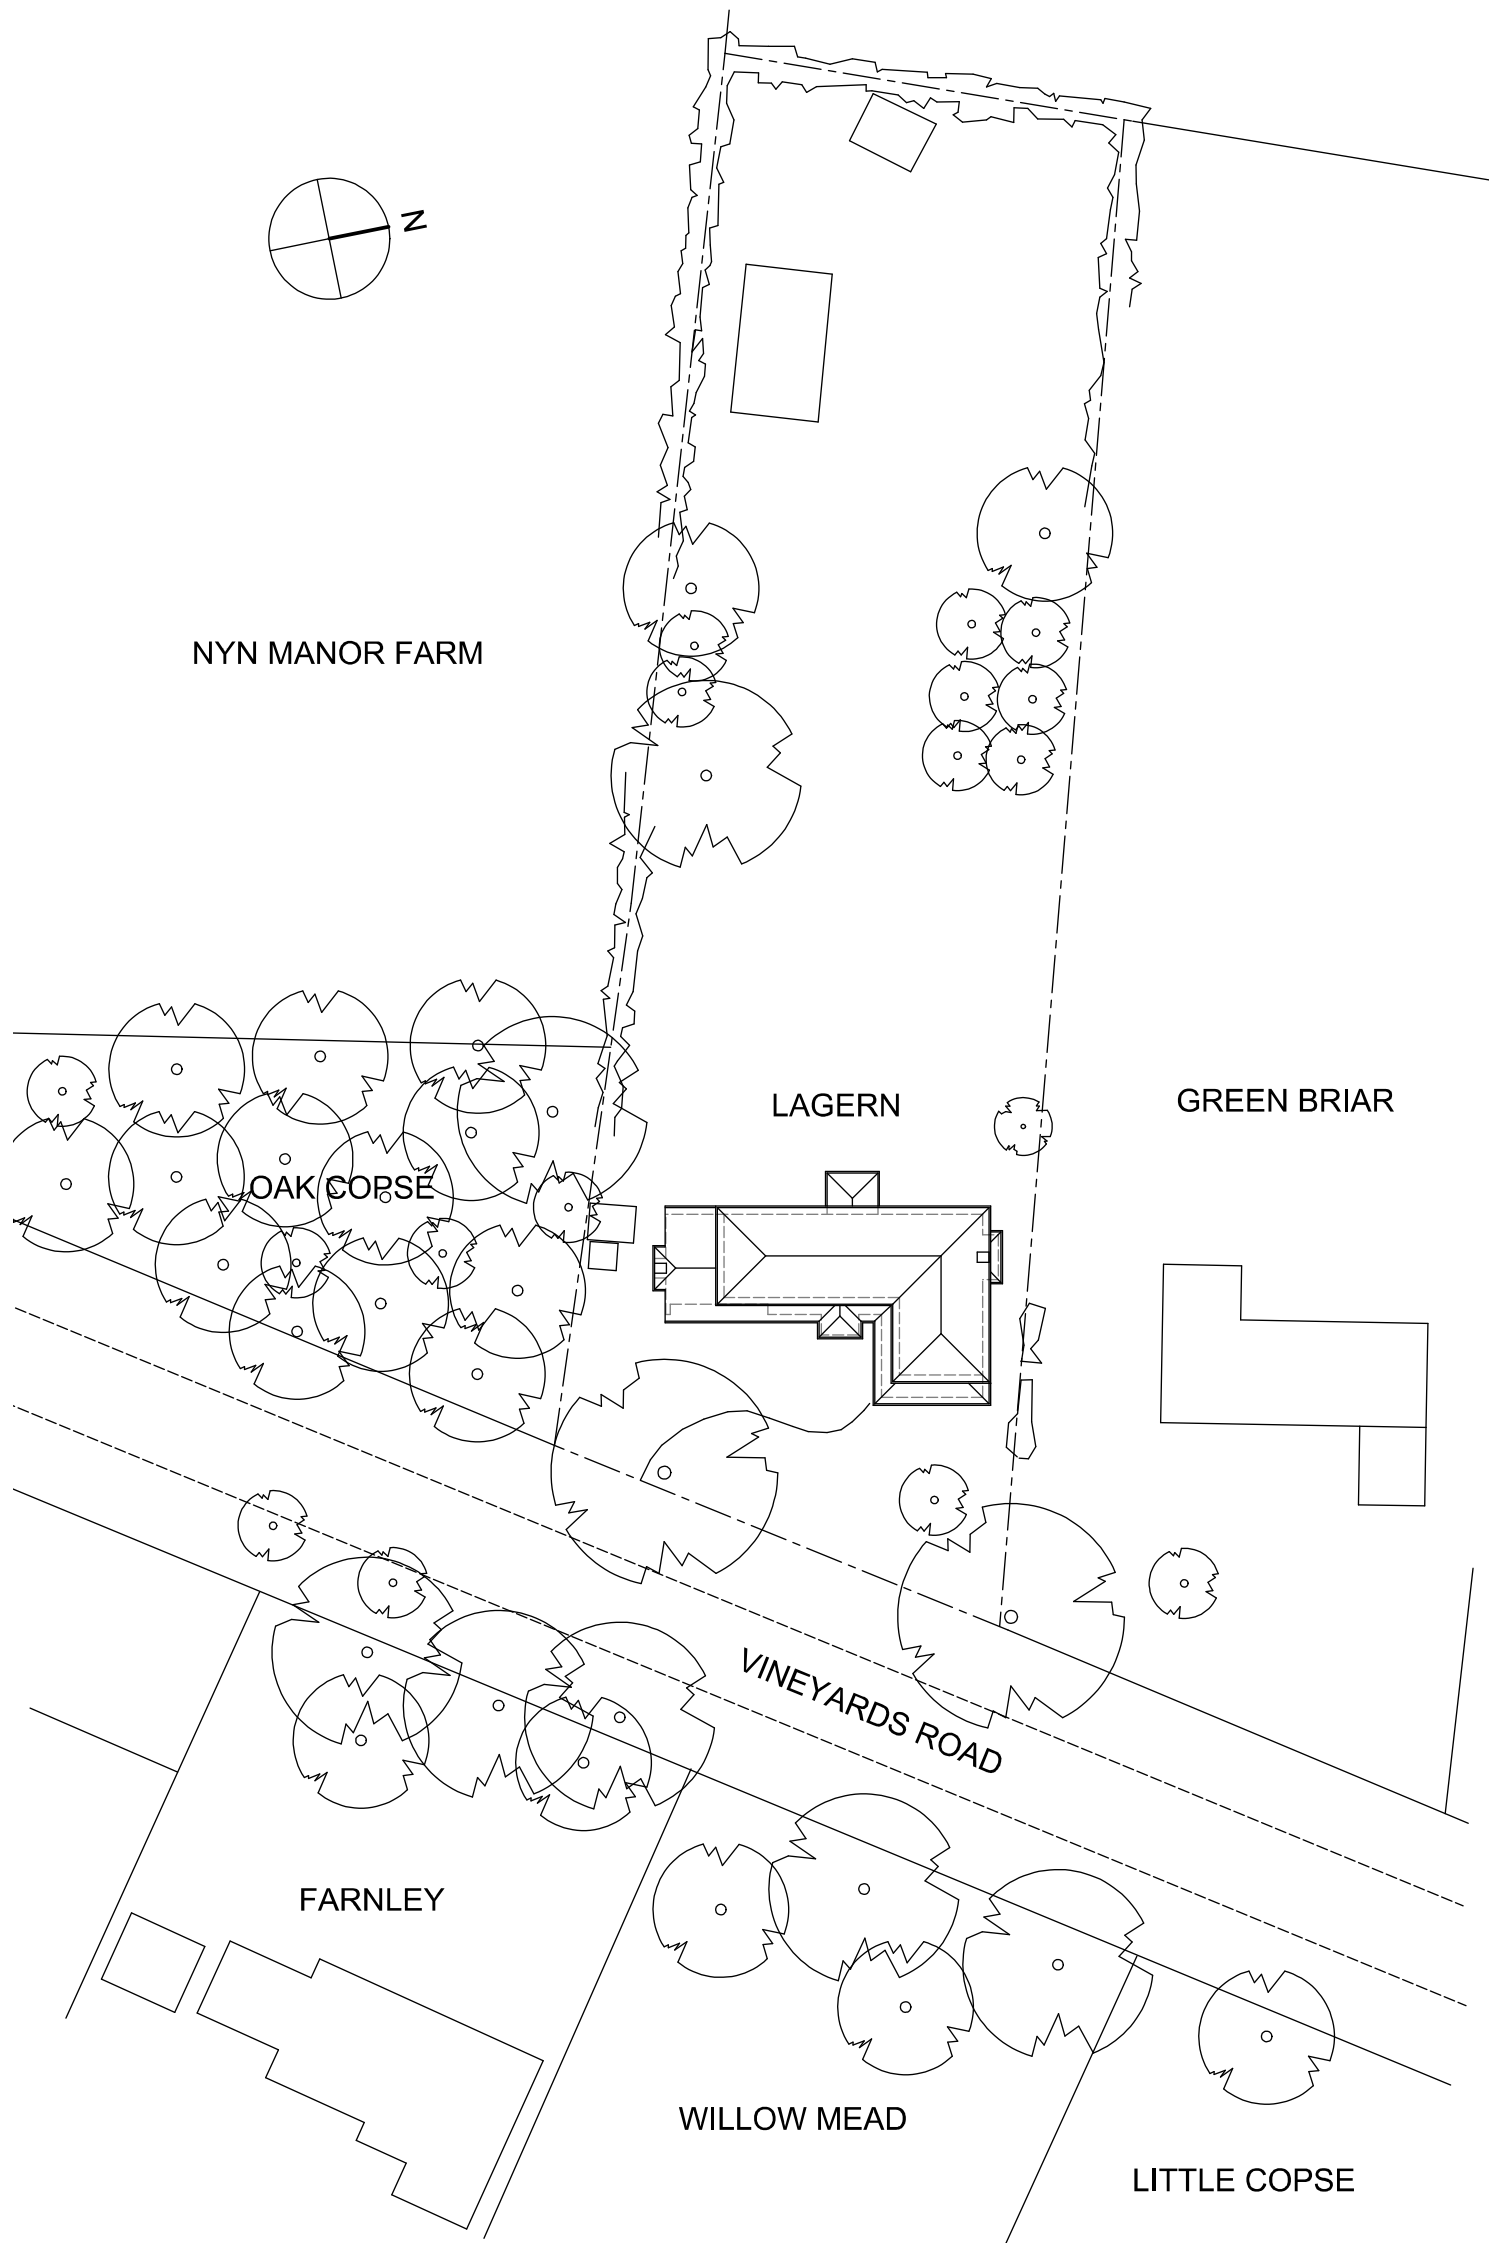 N
NYN MANOR FARM
LAGERN
GREEN BRIAR
OAK COPSE
VINEYARDS ROAD
FARNLEY
WILLOW MEAD
LITTLE COPSE